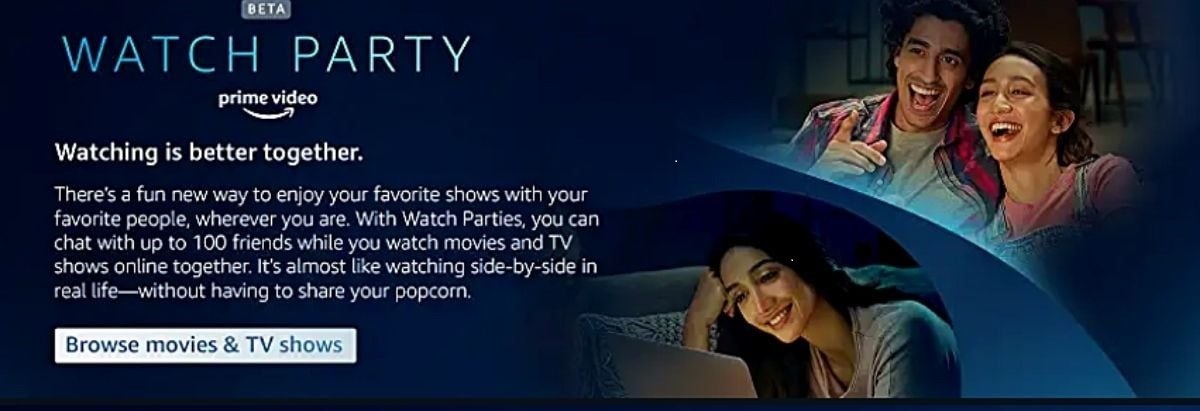 BETA
WATCH PARTY
prime video
Watching is better together.
There's a fun new way to enjoy your favorite shows with your
favorite people, wherever you are. With Watch Parties, you can
chat with up to 100 friends while you watch movies and TV
shows online together. It's almost like watching side-by-side in
real life—without having to share your popcorn.
Browse movies & TV shows